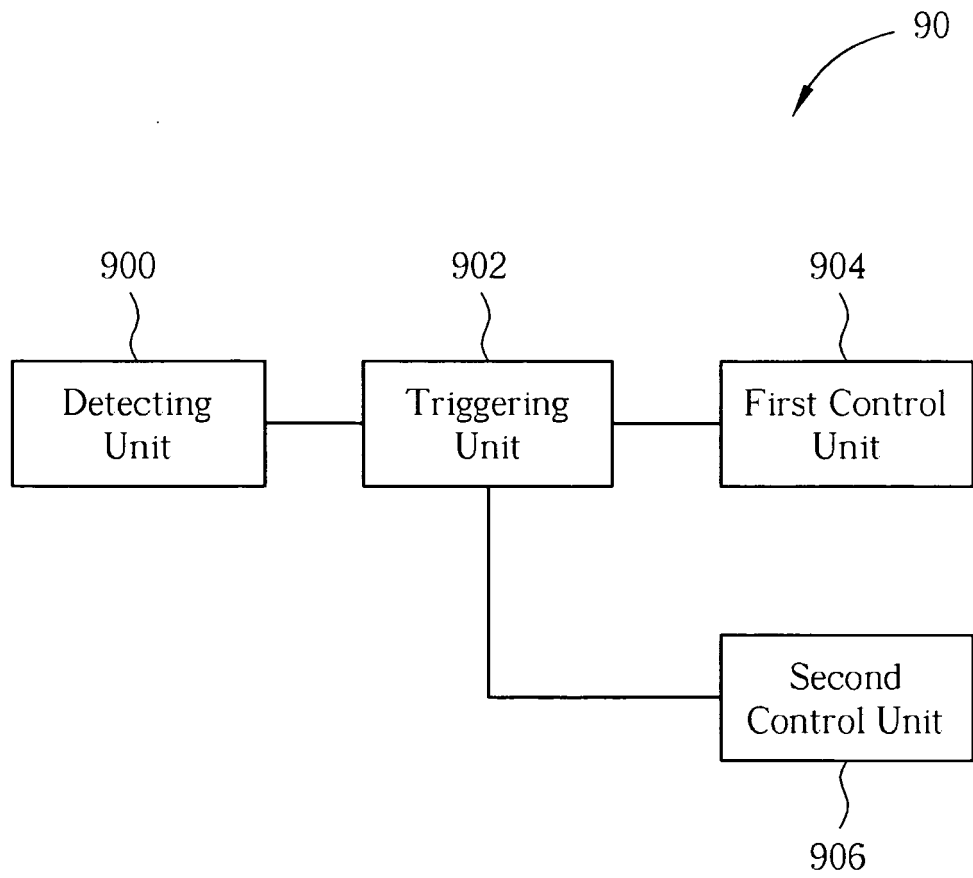 90
900
902
904
Detecting
Unit
Triggering
Unit
First Control
Unit
Second
Control Unit
906